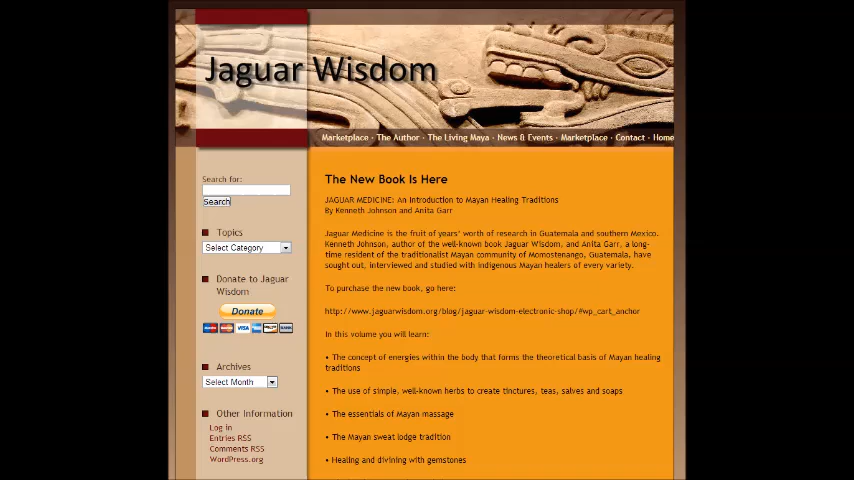 Jaguar Wisdom
Marketplace · The Author · The Living Maya · News & Events · Marketplace · Contact · Home
Search for:
Search
Topics
Select Category
Donate to Jaguar
Wisdom
Donate
VISA
Archives
Select Month
Other Information
Log in
Entries RSS
Comments RSS
WordPress.org
The New Book Is Here
JAGUAR MEDICINE: An Introduction to Mayan Healing Traditions
By Kenneth Johnson and Anita Garr
Jaguar Medicine is the fruit of years' worth of research in Guatemala and southern Mexico.
Kenneth Johnson, author of the well-known book Jaguar Wisdom, and Anita Garr, a long-
time resident of the traditionalist Mayan community of Momostenango, Guatemala, have
sought out, interviewed and studied with indigenous Mayan healers of every variety.
To purchase the new book, go here:
http://www.jaguarwisdom.org/blog/jaguar-wisdom-electronic-shop/#wp_cart_anchor
In this volume you will learn:
• The concept of energies within the body that forms the theoretical basis of Mayan healing
traditions
• The use of simple, well-known herbs to create tinctures, teas, salves and soaps
• The essentials of Mayan massage
• The Mayan sweat lodge tradition
• Healing and divining with gemstones